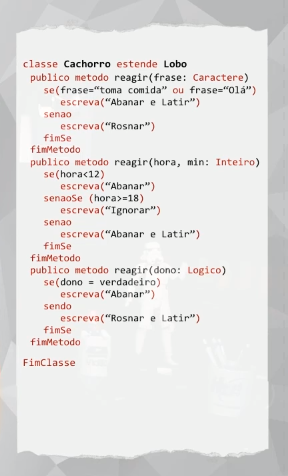 classe Cachorro estende Lobo
publico metodo reagir(frase: Caractere)
se(frase=“toma comida” ou frase=“Olá”)
escreva(“Abanar e Latir”)
senao
escreva(“Rosnar”)
fimSe
fimMetodo
publico metodo reagir(hora, min: Inteiro)
se(hora<12)
escreva(“Abanar”)
senaoSe (hora>=18)
escreva(“Ignorar”)
senao
escreva(“Abanar e Latir”)
fimSe
fimMetodo
publico metodo reagir(dono: Logico)
se(dono = verdadeiro)
escreva(“Abanar”)
sendo
escreva(“Rosnar e Latir”)
fimSe
fimMetodo
FimClasse